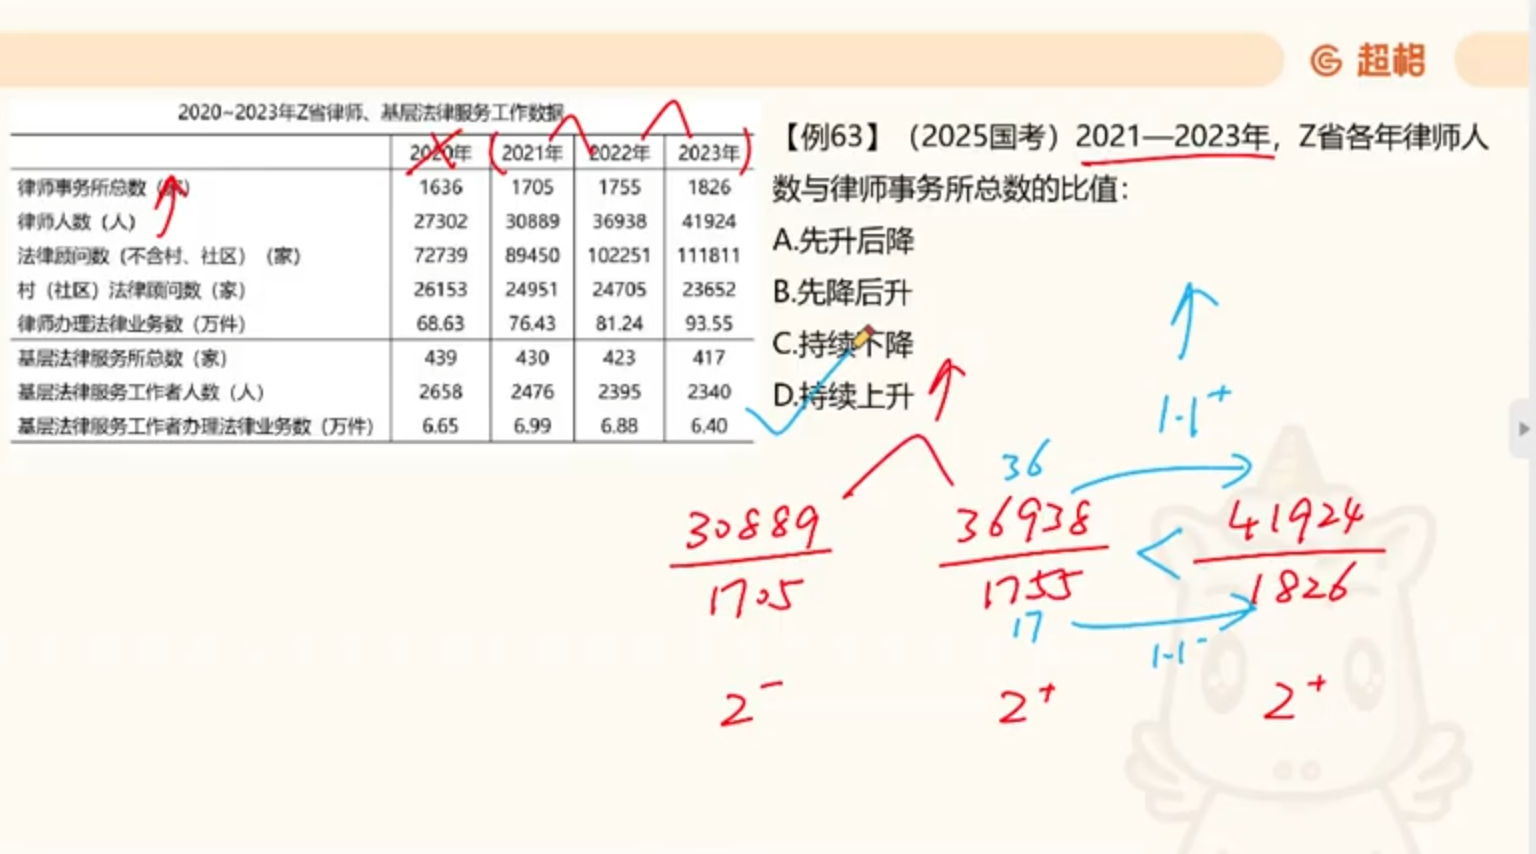 超格
2020~2023年Z省律师、基层法律服务工作数据
2020年 2021年 2022年 2023年
律师事务所总数（家） 1636 1705 1755 1826
律师人数（人） 27302 30889 36938 41924
法律顾问数（不含村、社区）（家） 72739 89450 102251 111811
村（社区）法律顾问数（家） 26153 24951 24705 23652
律师办理法律业务数（万件） 68.63 76.43 81.24 93.55
基层法律服务所总数（家） 439 430 423 417
基层法律服务工作者人数（人） 2658 2476 2395 2340
基层法律服务工作者办理法律业务数（万件） 6.65 6.99 6.88 6.40
【例63】（2025国考）2021—2023年，Z省各年律师人
数与律师事务所总数的比值：
A.先升后降
B.先降后升
C.持续下降
D.持续上升
1.1+
36
30889 36938 < 41924
1705 1755 1826
17
1.1-
2- 2+ 2+